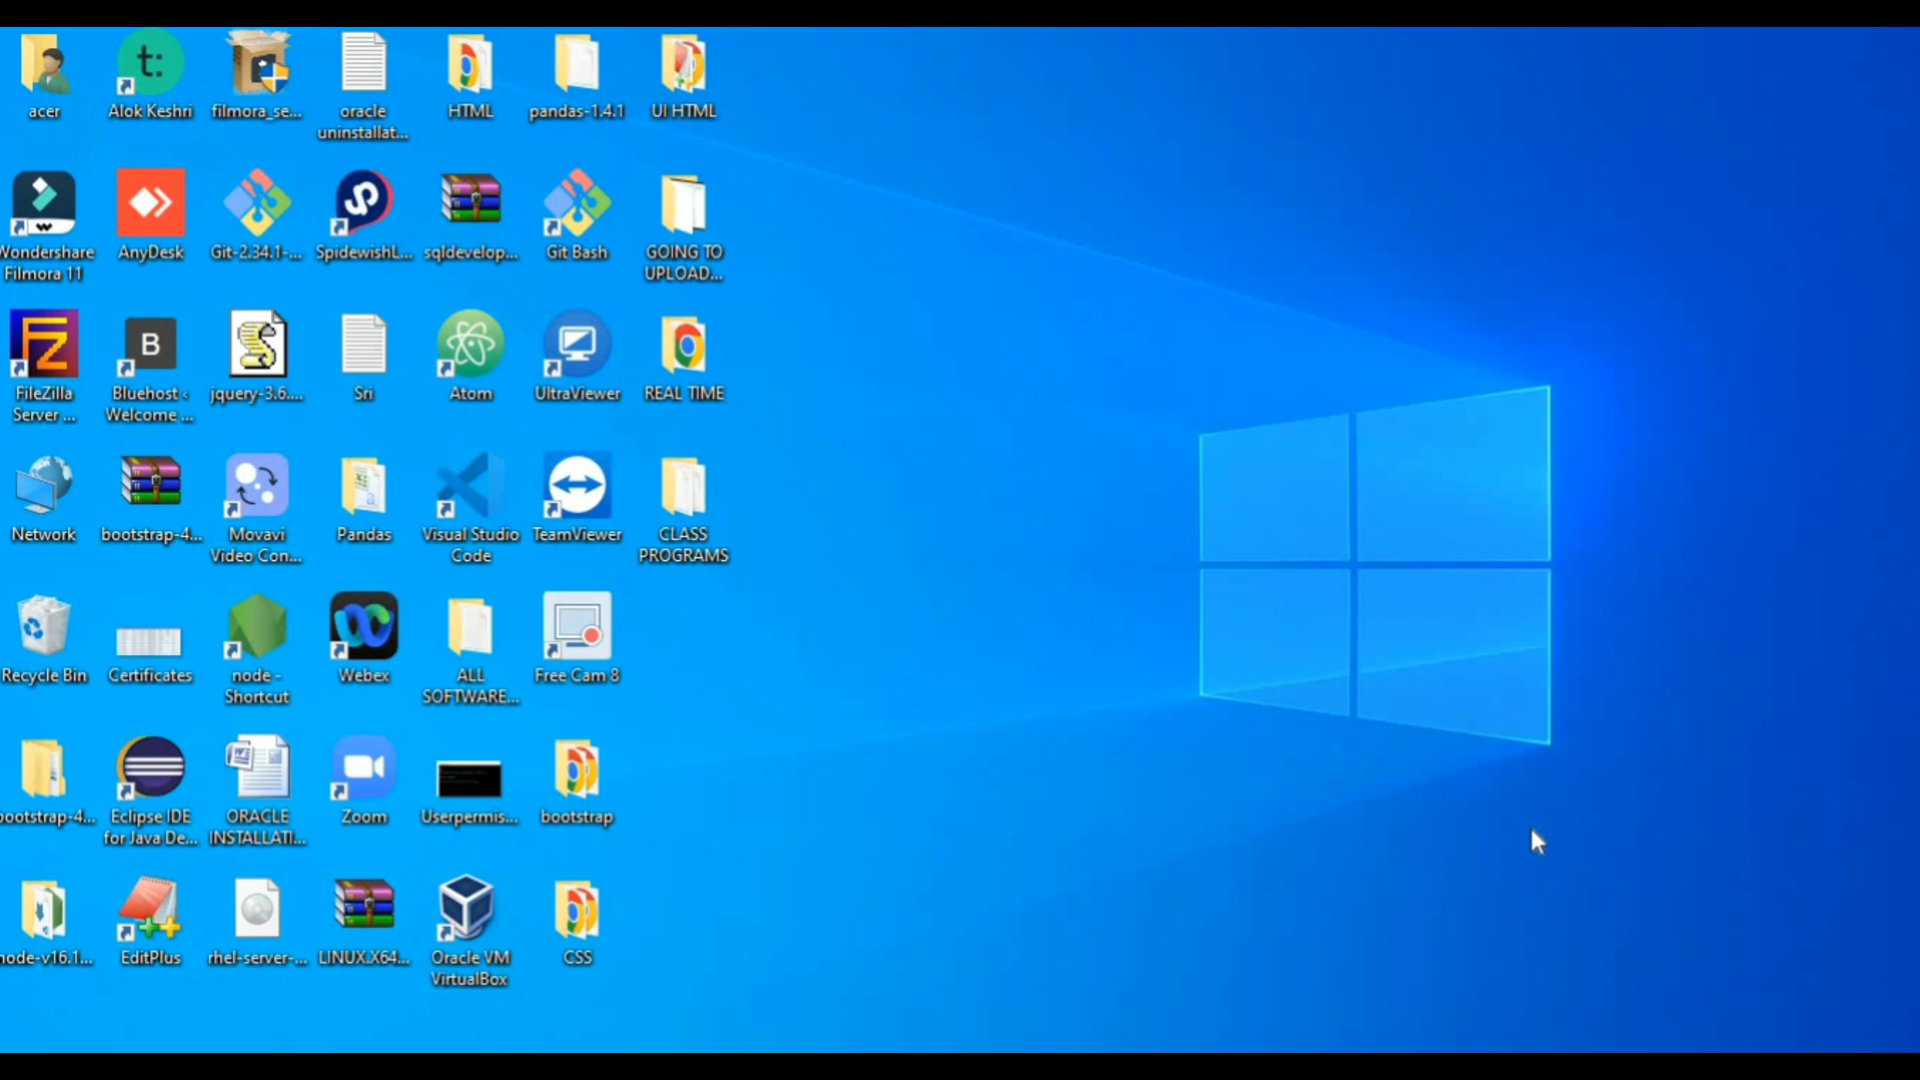 acer
Alok Keshri
filmora_se...
oracle
uninstallat...
HTML
pandas-1.4.1
UI HTML
Wondershare
Filmora 11
AnyDesk
Git-2.34.1-...
SpidewishL...
sqldevelop...
Git Bash
GOING TO
UPLOAD...
FileZilla
Server ...
B
Bluehost ‹
Welcome ...
jquery-3.6....
Sri
Atom
UltraViewer
REAL TIME
Network
bootstrap-4...
Movavi
Video Con...
Pandas
Visual Studio
Code
TeamViewer
CLASS
PROGRAMS
Recycle Bin
Certificates
node -
Shortcut
Webex
ALL
SOFTWARE...
Free Cam 8
bootstrap-4...
Eclipse IDE
for Java De...
ORACLE
INSTALLATI...
Zoom
Userpermis...
bootstrap
node-v16.1...
EditPlus
rhel-server-...
LINUX.X64...
Oracle VM
VirtualBox
CSS